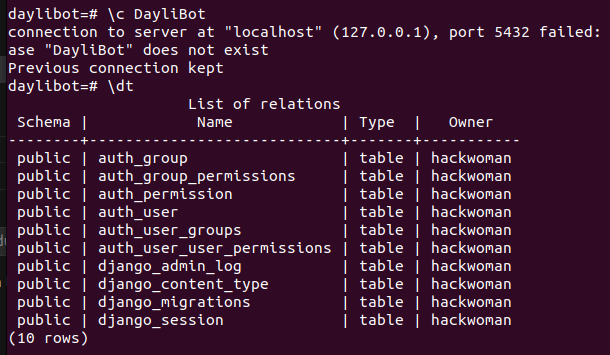 daylibot=# \c DayliBot
connection to server at "localhost" (127.0.0.1), port 5432 failed:
ase "DayliBot" does not exist
Previous connection kept
daylibot=# \dt
                    List of relations
 Schema |            Name            | Type  |   Owner
--------+----------------------------+-------+-----------
 public | auth_group                 | table | hackwoman
 public | auth_group_permissions     | table | hackwoman
 public | auth_permission            | table | hackwoman
 public | auth_user                  | table | hackwoman
 public | auth_user_groups           | table | hackwoman
 public | auth_user_user_permissions | table | hackwoman
 public | django_admin_log           | table | hackwoman
 public | django_content_type        | table | hackwoman
 public | django_migrations          | table | hackwoman
 public | django_session             | table | hackwoman
(10 rows)